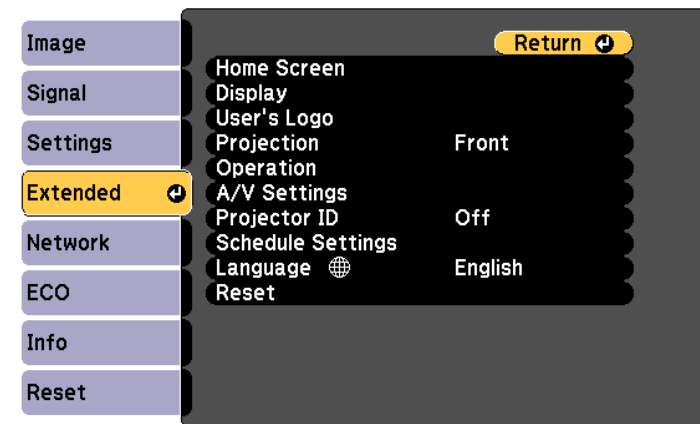 Image
Signal
Settings
Extended
Network
ECO
Info
Reset
Return
Home Screen
Display
User's Logo
Projection Front
Operation
A/V Settings
Projector ID Off
Schedule Settings
Language English
Reset